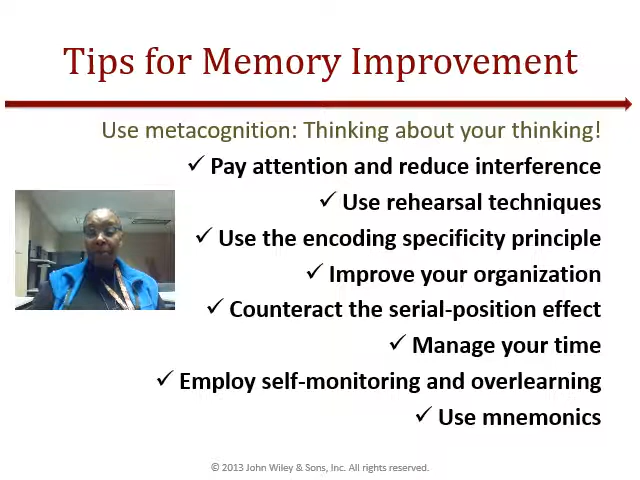 Tips for Memory Improvement
Use metacognition: Thinking about your thinking!
✓ Pay attention and reduce interference
✓ Use rehearsal techniques
✓ Use the encoding specificity principle
✓ Improve your organization
✓ Counteract the serial-position effect
✓ Manage your time
✓ Employ self-monitoring and overlearning
✓ Use mnemonics
© 2013 John Wiley & Sons, Inc. All rights reserved.